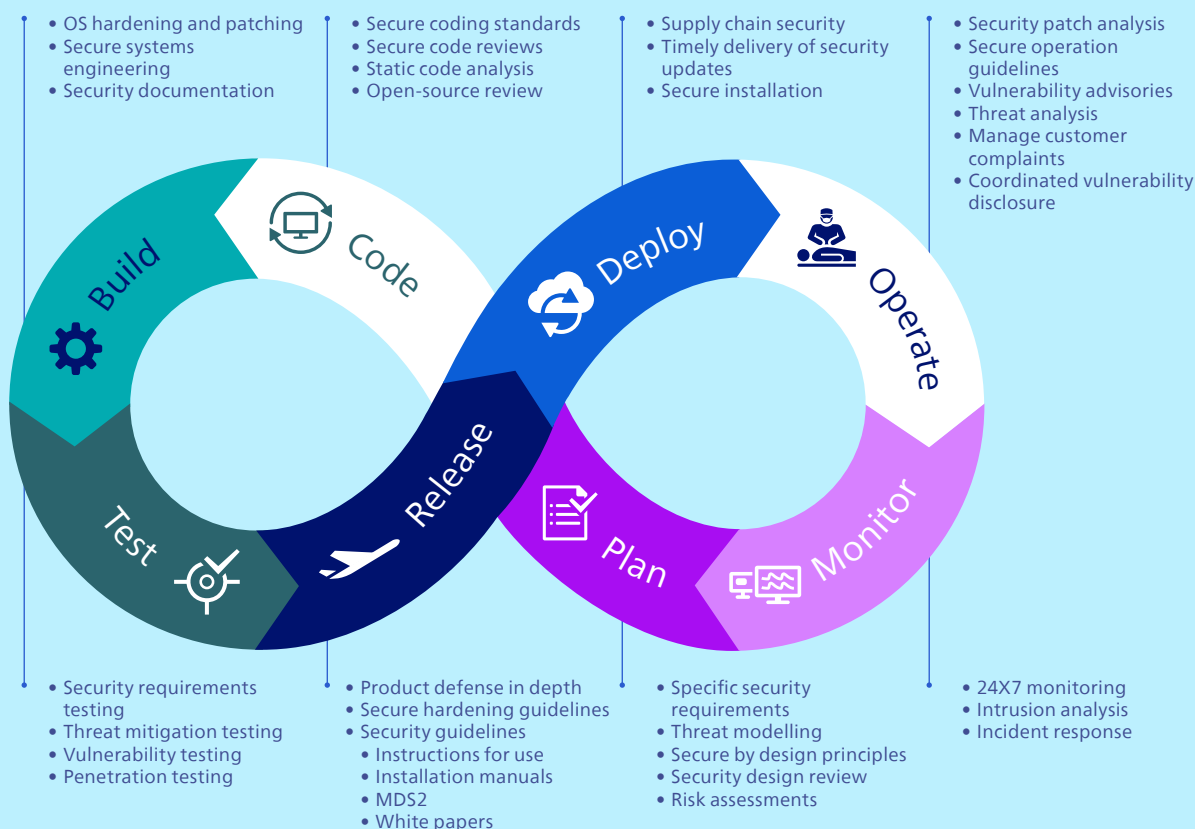 • OS hardening and patching
• Secure systems
engineering
• Security documentation
• Secure coding standards
• Secure code reviews
• Static code analysis
• Open-source review
• Supply chain security
• Timely delivery of security
updates
• Secure installation
• Security patch analysis
• Secure operation
guidelines
• Vulnerability advisories
• Threat analysis
• Manage customer
complaints
• Coordinated vulnerability
disclosure
Build
Code
Deploy
Operate
Test
Release
Plan
Monitor
• Security requirements
testing
• Threat mitigation testing
• Vulnerability testing
• Penetration testing
• Product defense in depth
• Secure hardening guidelines
• Security guidelines
• Instructions for use
• Installation manuals
• MDS2
• White papers
• Specific security
requirements
• Threat modelling
• Secure by design principles
• Security design review
• Risk assessments
• 24X7 monitoring
• Intrusion analysis
• Incident response